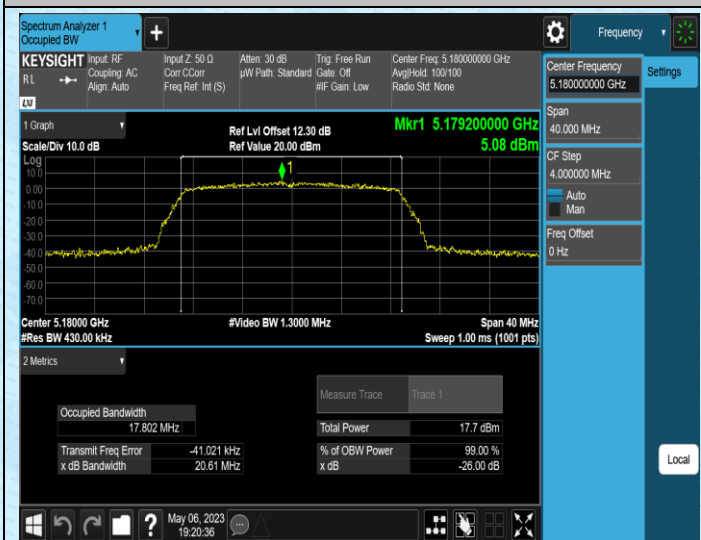 Spectrum Analyzer 1
Occupied BW
Frequency
KEYSIGHT
R L
LXI
Input: RF
Coupling: AC
Align: Auto
Input Z: 50 Ω
Corr CCorr
Freq Ref: Int (S)
Atten: 30 dB
µW Path: Standard
Trig: Free Run
Gate: Off
#IF Gain: Low
Center Freq: 5.180000000 GHz
Avg|Hold: 100/100
Radio Std: None
Center Frequency
5.180000000 GHz
Settings
Span
40.000 MHz
CF Step
4.000000 MHz
Auto
Man
Freq Offset
0 Hz
1 Graph
Scale/Div 10.0 dB
Ref Lvl Offset 12.30 dB
Ref Value 20.00 dBm
Mkr1 5.179200000 GHz
5.08 dBm
Log
10.0
0.00
-10.0
-20.0
-30.0
-40.0
-50.0
-60.0
-70.0
1
Center 5.18000 GHz
#Res BW 430.00 kHz
#Video BW 1.3000 MHz
Span 40 MHz
Sweep 1.00 ms (1001 pts)
2 Metrics
Measure Trace Trace 1
Occupied Bandwidth
17.802 MHz
Total Power 17.7 dBm
Transmit Freq Error -41.021 kHz
x dB Bandwidth 20.61 MHz
% of OBW Power 99.00 %
x dB -26.00 dB
Local
?
May 06, 2023
19:20:36